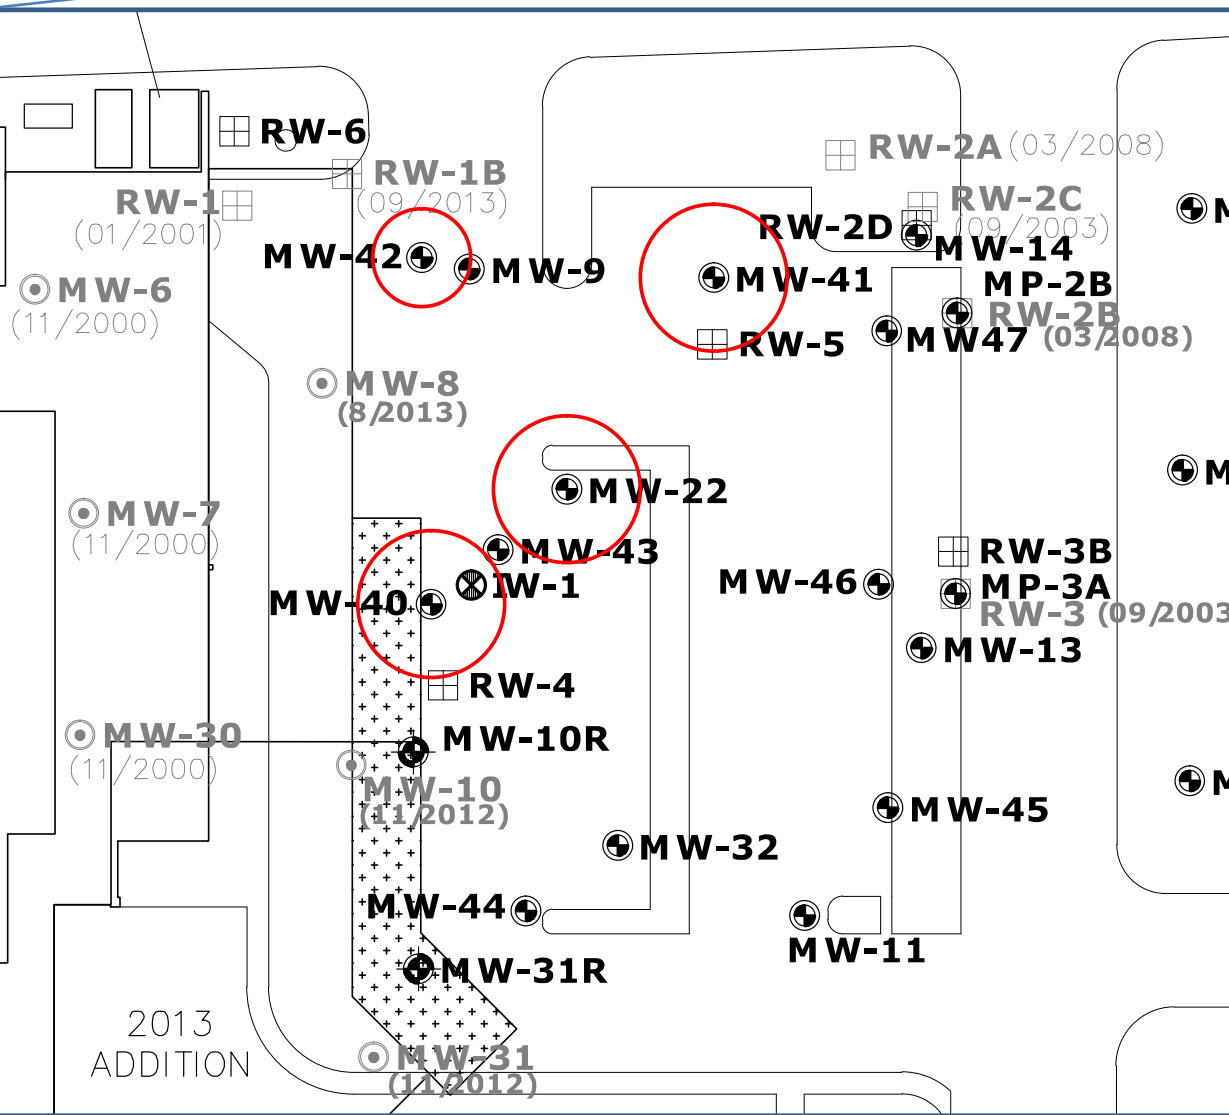 RW-6
RW-1B
(09/2013)
RW-2A (03/2008)
RW-1
(01/2001)
RW-2C
(09/2003)
RW-2D
MW-14
MW-42
MW-9
MW-41
MP-2B
MW-6
(11/2000)
RW-2B
(03/2008)
MW47
RW-5
MW-8
(8/2013)
MW-22
MW-7
(11/2000)
MW-43
RW-3B
IW-1
MW-46
MP-3A
MW-40
RW-3 (09/2003
MW-13
RW-4
MW-30
(11/2000)
MW-10R
MW-10
(11/2012)
MW-45
MW-32
MW-44
MW-11
MW-31R
2013
ADDITION
MW-31
(11/2012)